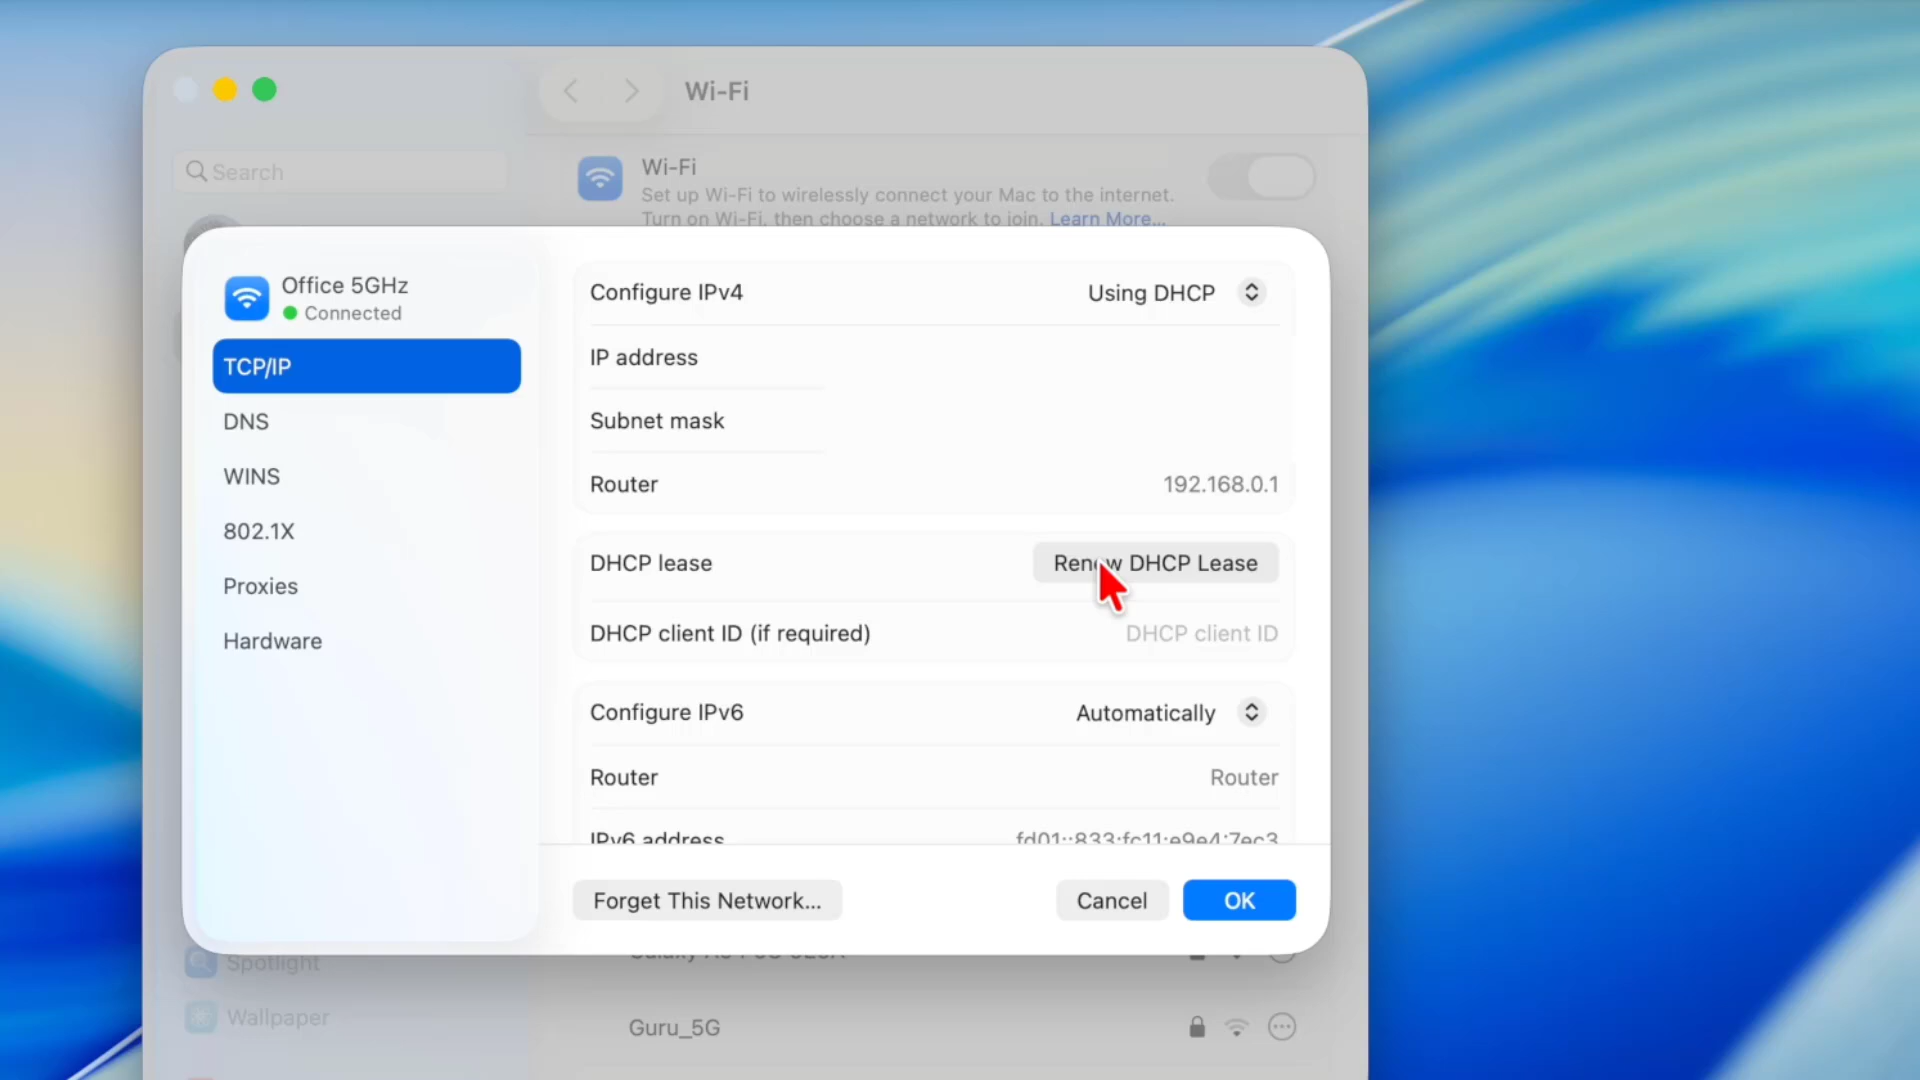 Wi-Fi
Search
Wi-Fi
Set up Wi-Fi to wirelessly connect your Mac to the internet.
Turn on Wi-Fi, then choose a network to join. Learn More...
Office 5GHz
Connected
TCP/IP
DNS
WINS
802.1X
Proxies
Hardware
Configure IPv4 Using DHCP
IP address
Subnet mask
Router 192.168.0.1
DHCP lease Renew DHCP Lease
DHCP client ID (if required) DHCP client ID
Configure IPv6 Automatically
Router Router
IPv6 address fd01::833:fc11:e9e4:7ec3
Forget This Network... Cancel OK
Spotlight
Wallpaper
Guru_5G